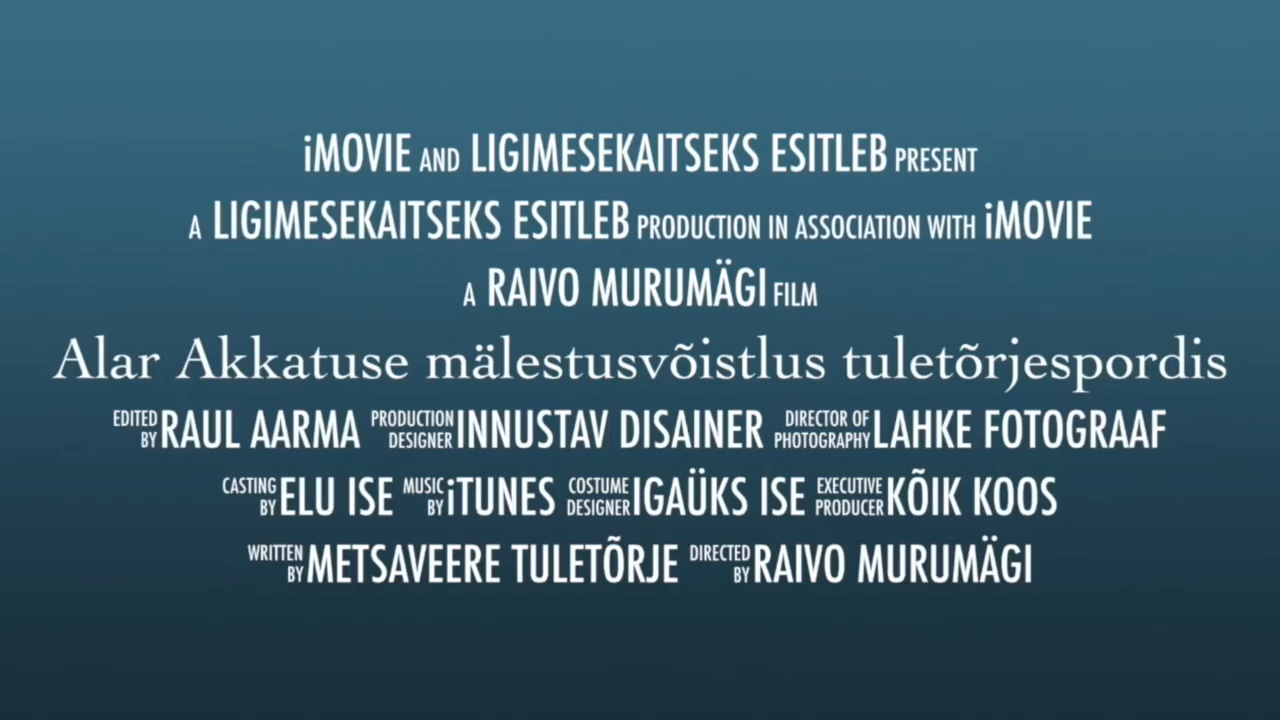 iMOVIE AND LIGIMESEKAITSEKS ESITLEB PRESENT
A LIGIMESEKAITSEKS ESITLEB PRODUCTION IN ASSOCIATION WITH iMOVIE
A RAIVO MURUMÄGI FILM
Alar Akkatuse mälestusvõistlus tuletõrjespordis
EDITED BY RAUL AARMA PRODUCTION DESIGNER INNUSTAV DISAINER DIRECTOR OF PHOTOGRAPHY LAHKE FOTOGRAAF
CASTING BY ELU ISE MUSIC BY iTUNES COSTUME DESIGNER IGAÜKS ISE EXECUTIVE PRODUCER KÕIK KOOS
WRITTEN BY METSAVEERE TULETÕRJE DIRECTED BY RAIVO MURUMÄGI